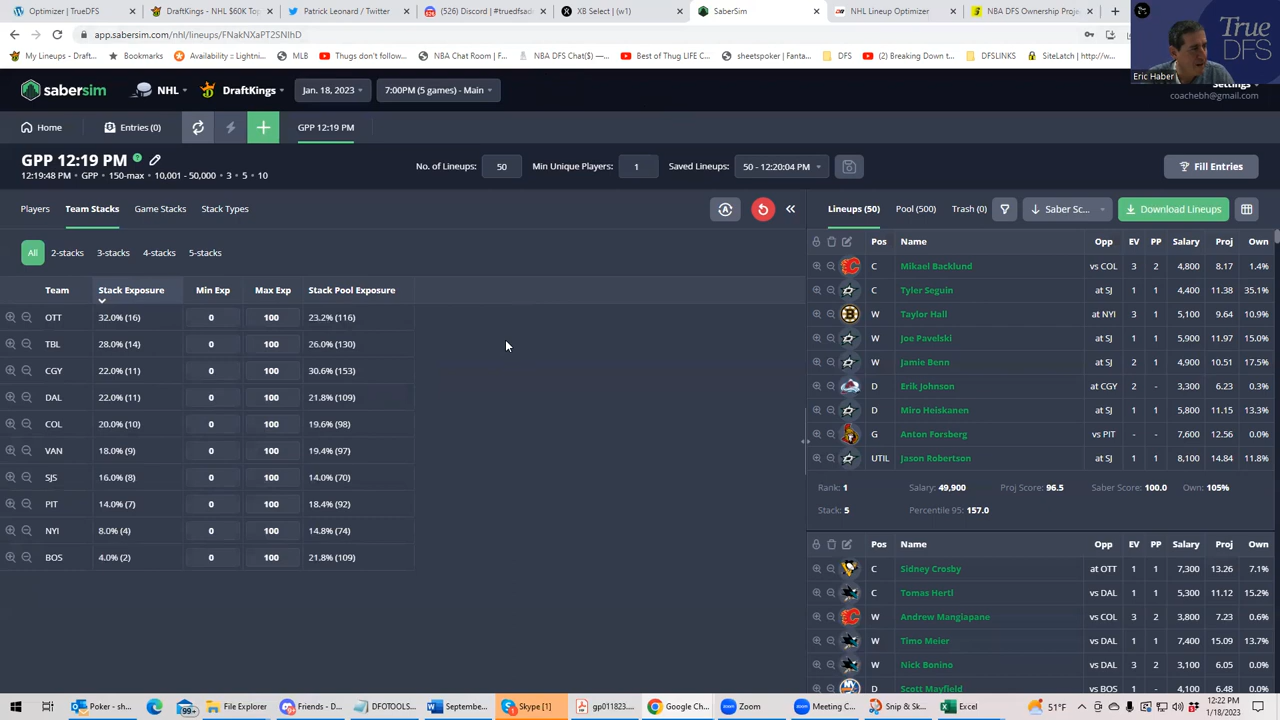 Optimizer | TrueDFS
DraftKings - NHL $60K Top
Patrick Leonard / Twitter
(526) Discord | #truedfsad
XB Select | (w1)
SaberSim
NHL Lineup Optimizer
NBA DFS Ownership Proje
app.sabersim.com/nhl/lineups/FNakNXaPT2SNIhD
My Lineups - Draft
Bookmarks
Availability :: Lightni
MLB
Thugs don't follow
NBA Chat Room ( F
sheetspoker | Fanta
NBA DFS Chat($) —
Best of Thug LIFE C
DFS
(2) Breaking Down t
DFSLINKS
SiteLatch | http://w
True DFS
Eric Haber
sabersim
NHL
DraftKings
Jan. 18, 2023
7:00PM (5 games) - Main
Settings
coachebh@gmail.com
Home
Entries (0)
GPP 12:19 PM
GPP 12:19 PM
12:19:48 PM • GPP • 150-max • 10,001 - 50,000 • 3 • 5 • 10
No. of Lineups: 50
Min Unique Players: 1
Saved Lineups: 50 - 12:20:04 PM
Fill Entries
Players
Team Stacks
Game Stacks
Stack Types
Lineups (50)
Pool (500)
Trash (0)
Saber Sc...
Download Lineups
All
2-stacks
3-stacks
4-stacks
5-stacks
Team Stack Exposure Min Exp Max Exp Stack Pool Exposure
OTT 32.0% (16) 0 100 23.2% (116)
TBL 28.0% (14) 0 100 26.0% (130)
CGY 22.0% (11) 0 100 30.6% (153)
DAL 22.0% (11) 0 100 21.8% (109)
COL 20.0% (10) 0 100 19.6% (98)
VAN 18.0% (9) 0 100 19.4% (97)
SJS 16.0% (8) 0 100 14.0% (70)
PIT 14.0% (7) 0 100 18.4% (92)
NYI 8.0% (4) 0 100 14.8% (74)
BOS 4.0% (2) 0 100 21.8% (109)
Pos Name Opp EV PP Salary Proj Own
C Mikael Backlund vs COL 3 2 4,800 8.17 1.4%
C Tyler Seguin at SJ 1 1 4,400 11.38 35.1%
W Taylor Hall at NYI 3 1 5,100 9.64 10.9%
W Joe Pavelski at SJ 1 1 5,900 11.97 15.0%
W Jamie Benn at SJ 2 1 4,900 10.51 17.5%
D Erik Johnson at CGY 2 - 3,300 6.23 0.3%
D Miro Heiskanen at SJ 1 1 5,800 11.15 13.3%
G Anton Forsberg vs PIT - - 7,600 12.56 0.0%
UTIL Jason Robertson at SJ 1 1 8,100 14.84 11.8%
Rank: 1 Salary: 49,900 Proj Score: 96.5 Saber Score: 100.0 Own: 105%
Stack: 5 Percentile 95: 157.0
Pos Name Opp EV PP Salary Proj Own
C Sidney Crosby at OTT 1 1 7,300 13.26 7.1%
C Tomas Hertl vs DAL 1 1 5,300 11.12 15.2%
W Andrew Mangiapane vs COL 3 2 3,800 7.23 0.6%
W Timo Meier vs DAL 1 1 7,400 15.09 13.7%
W Nick Bonino vs DAL 3 2 3,100 6.05 0.0%
D Scott Mayfield vs BOS 1 - 4,100 6.48 0.0%
Poker - sh...
99+
File Explorer
Friends - D...
DFOTOOLS...
Septembe...
Skype [1]
gp011823....
Google Ch...
Zoom
Meeting C...
Snip & Sk...
Excel
51°F
12:22 PM
1/18/2023